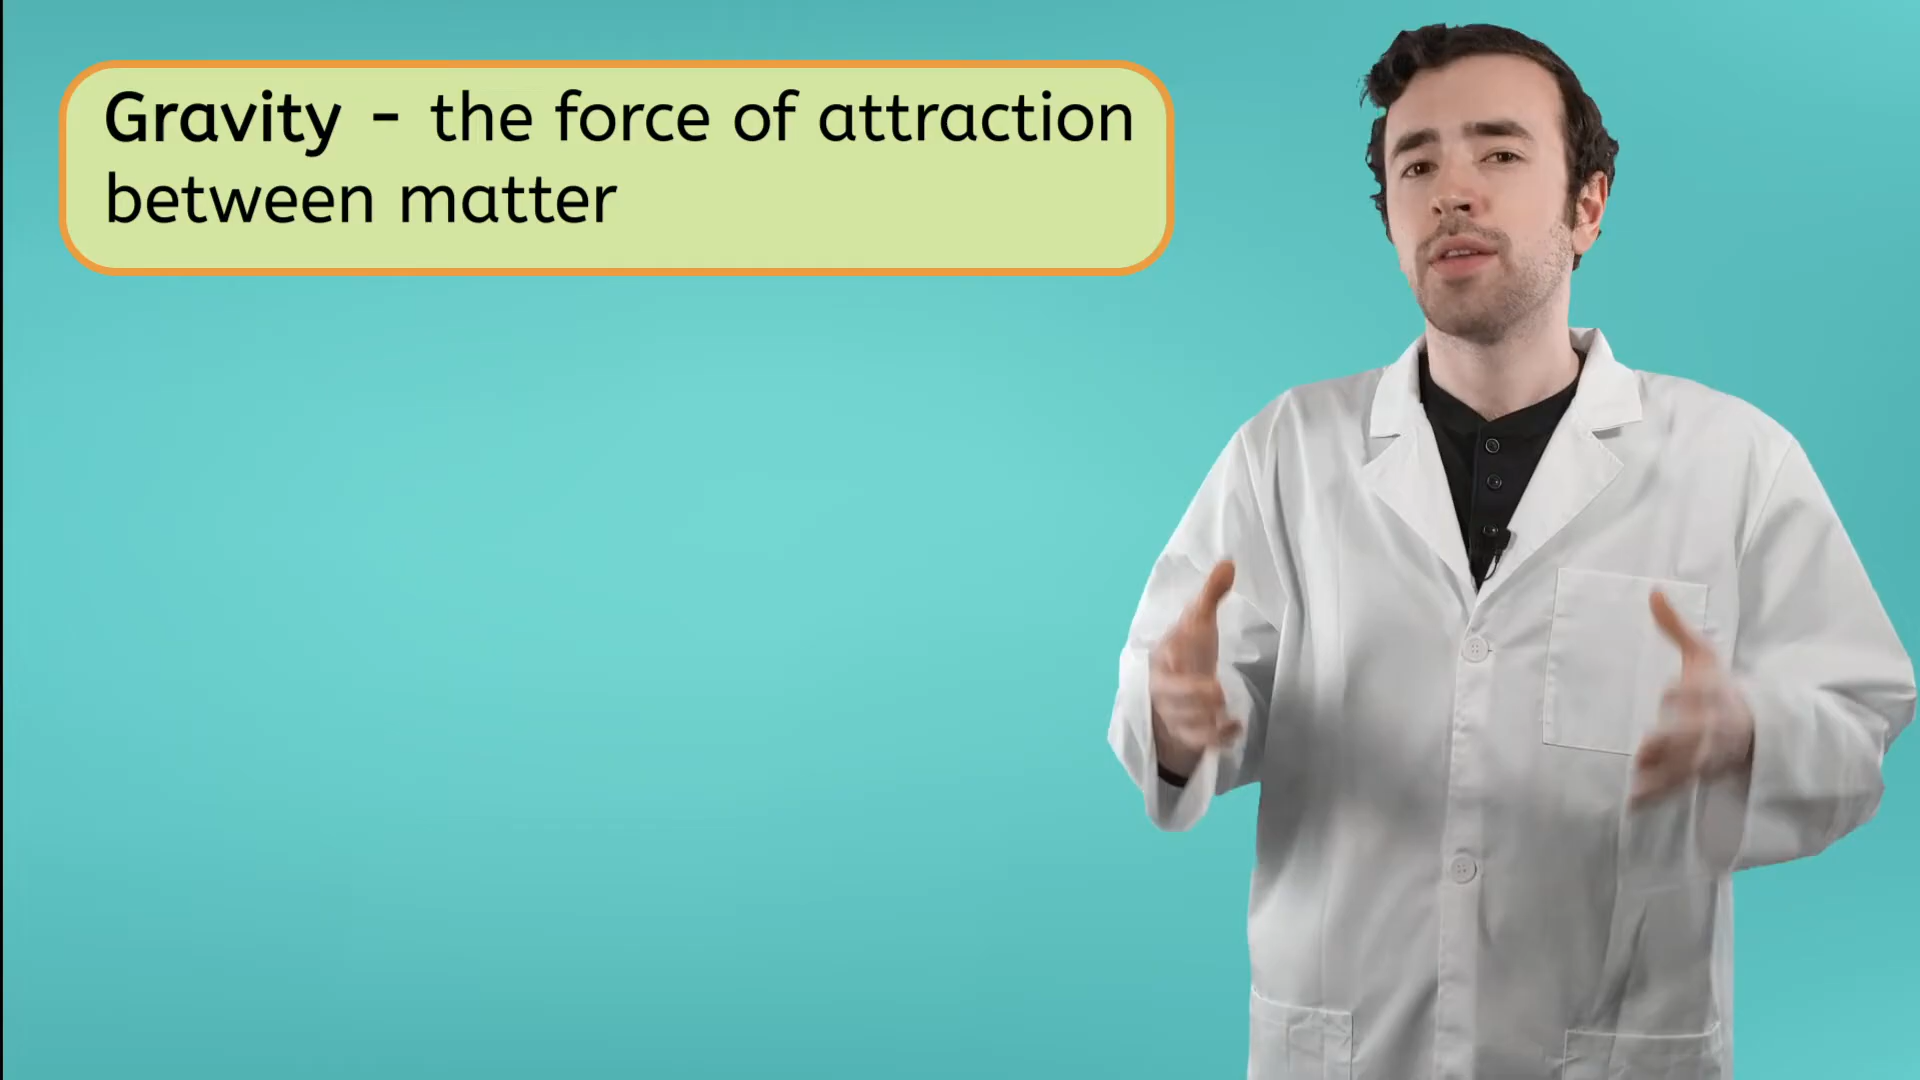 Gravity - the force of attraction
between matter